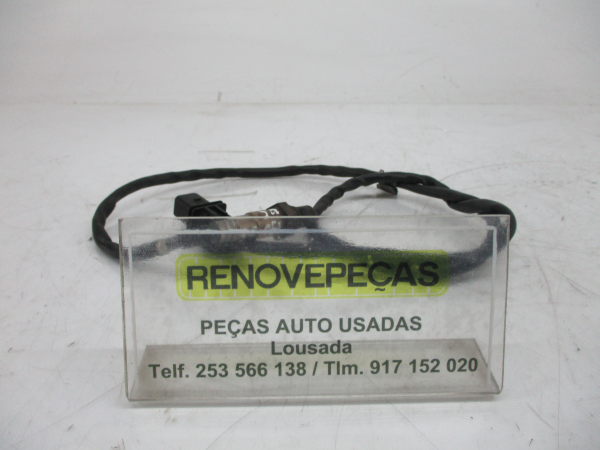 RENOVEPEÇAS
PEÇAS AUTO USADAS
Lousada
Telf. 253 566 138 / Tlm. 917 152 020